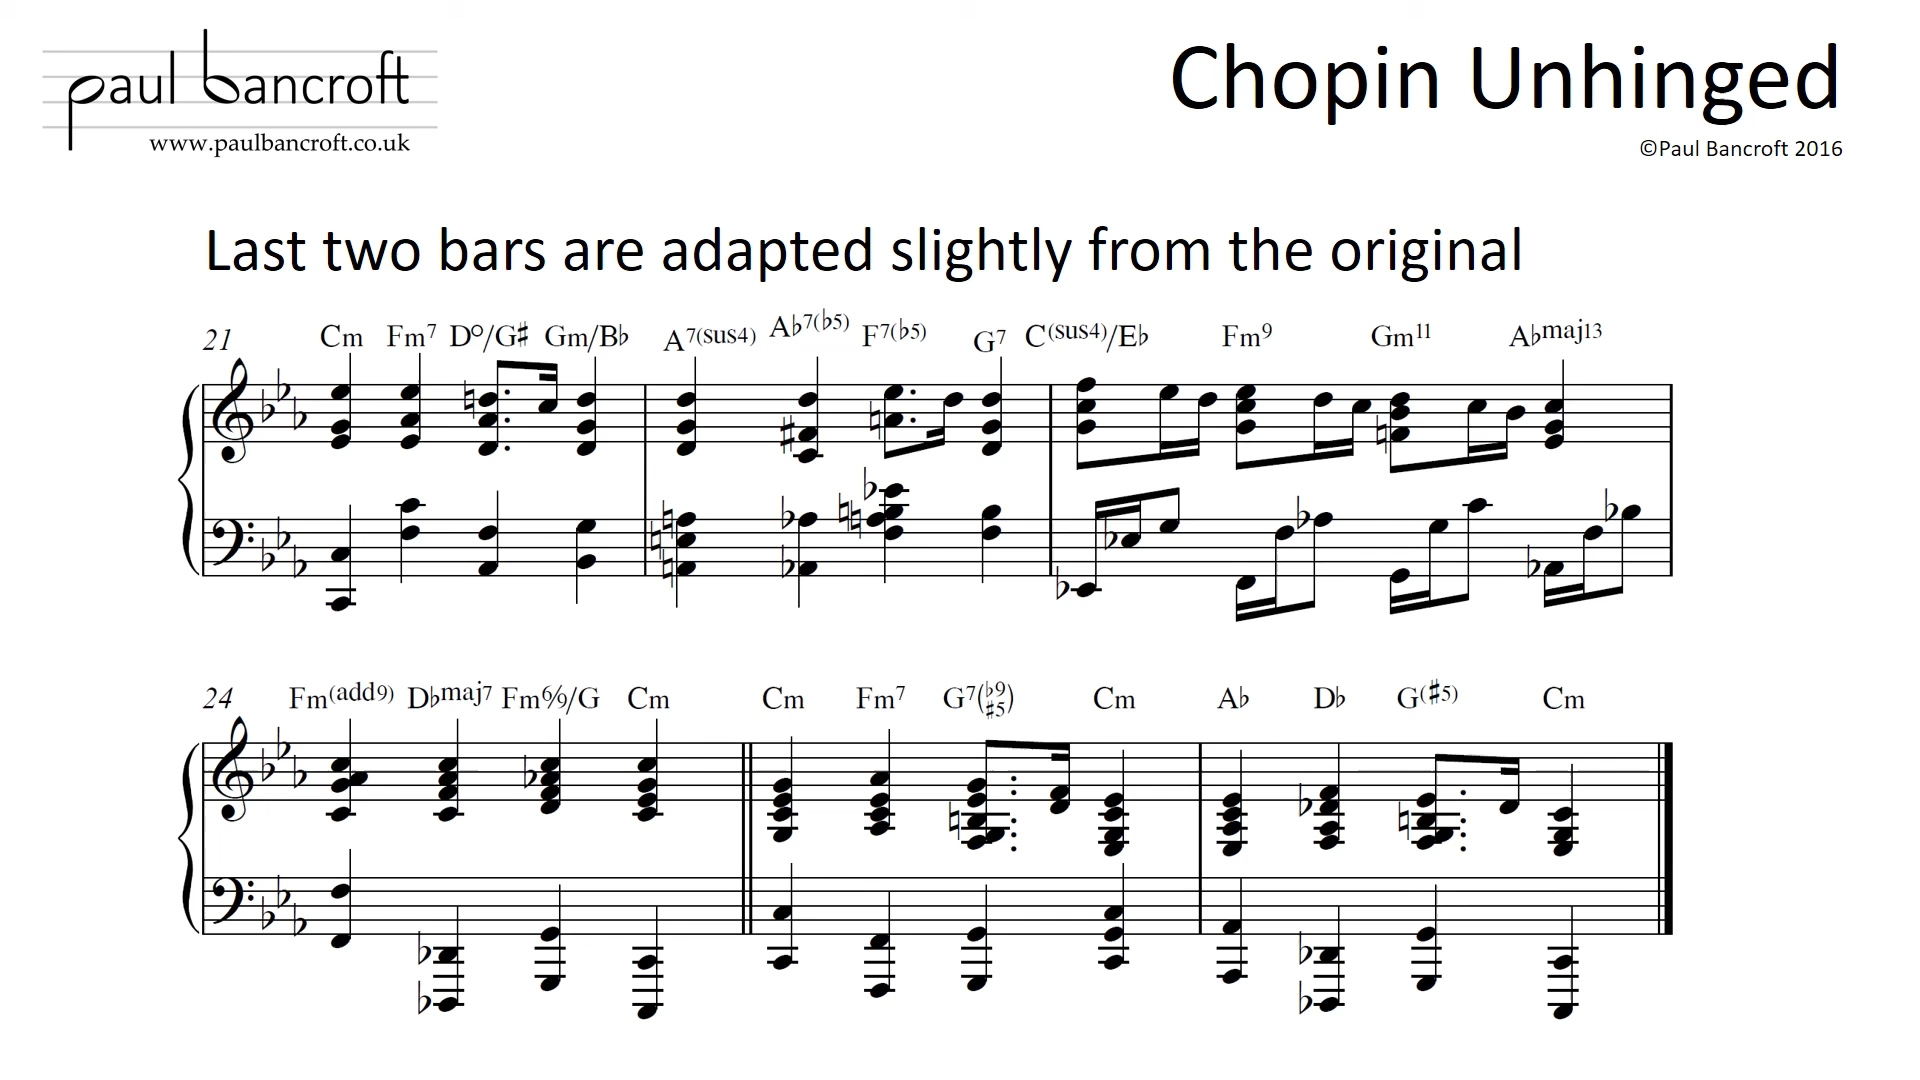 paul bancroft
www.paulbancroft.co.uk
Chopin Unhinged
©Paul Bancroft 2016
Last two bars are adapted slightly from the original
21 Cm Fm7 D°/G♯ Gm/B♭ A7(sus4) A♭7(♭5) F7(♭5) G7 C(sus4)/E♭ Fm9 Gm11 A♭maj13
24 Fm(add9) D♭maj7 Fm6/9/G Cm Cm Fm7 G7(♭9♯5) Cm A♭ D♭ G(♯5) Cm